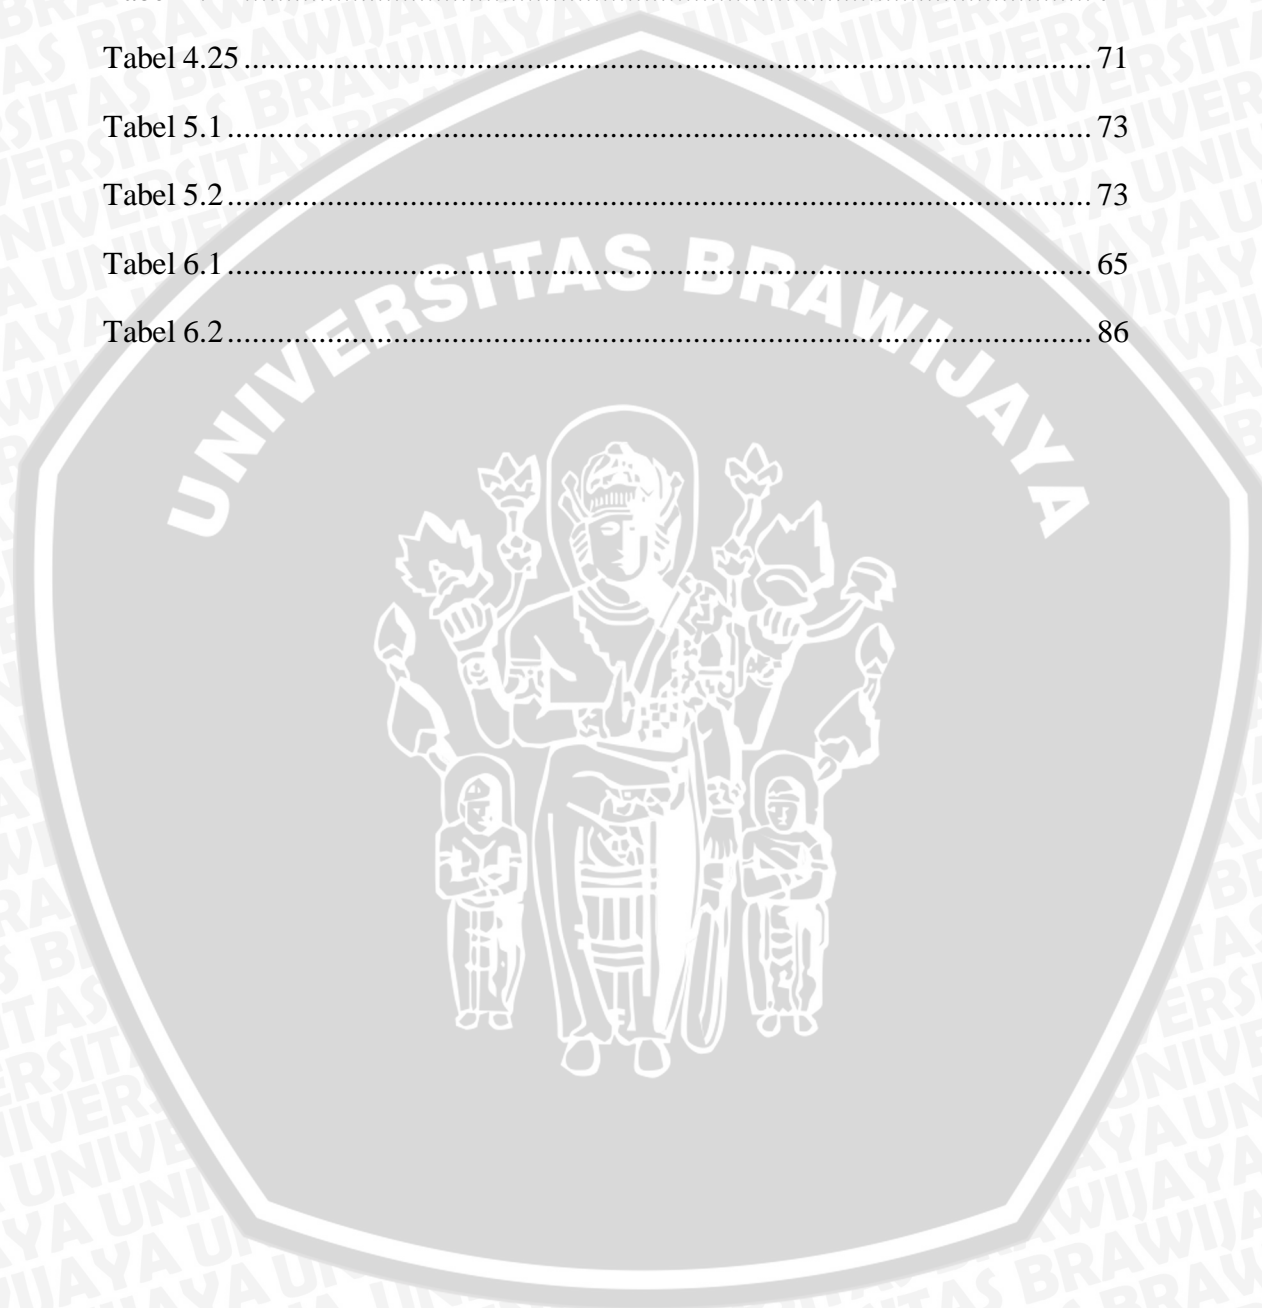 Tabel 4.25 ........ 71
Tabel 5.1 ........ 73
Tabel 5.2 ........ 73
Tabel 6.1 ........ 65
Tabel 6.2 ........ 86
UNIVERSITAS BRAWIJAYA